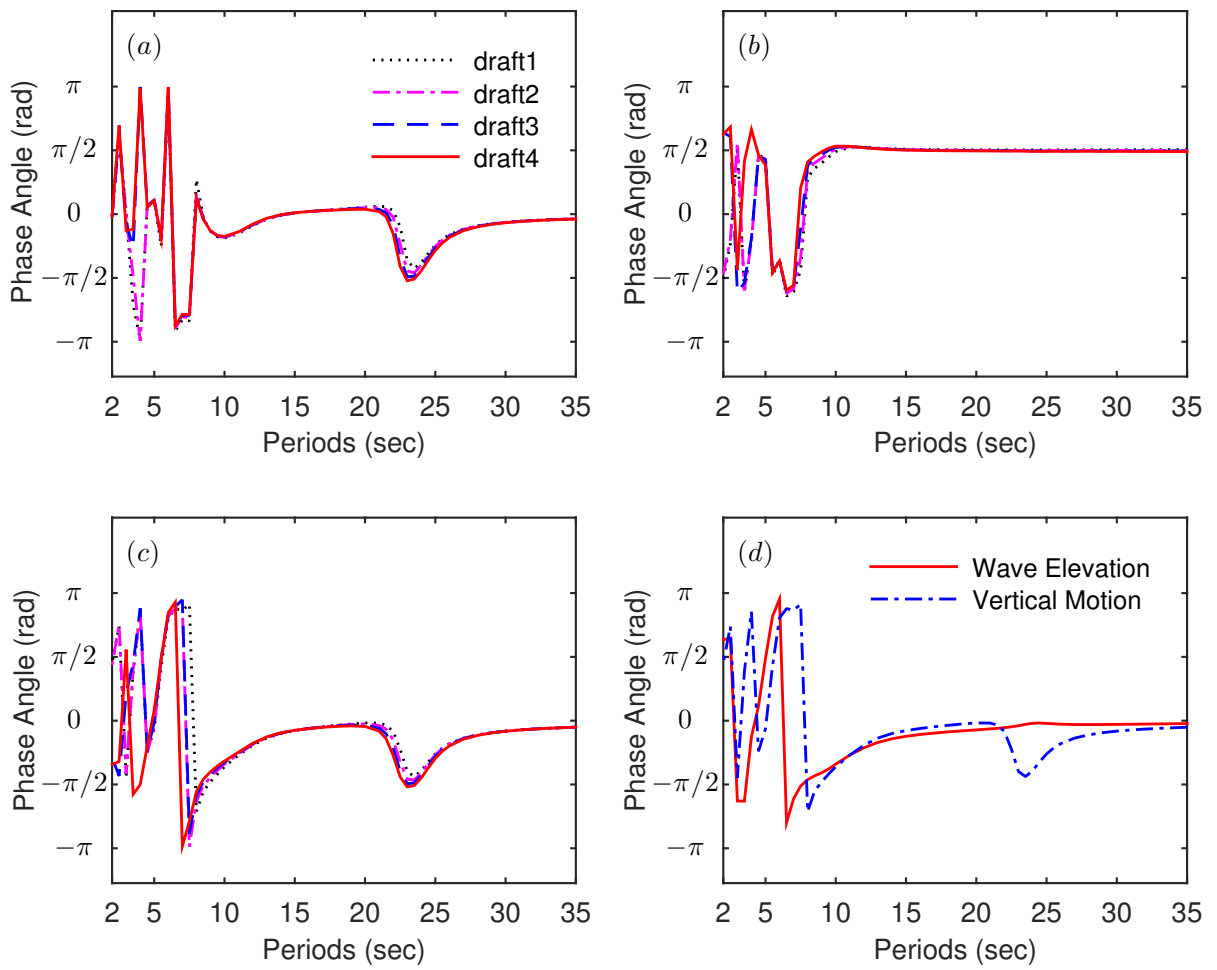 (a)
draft1
draft2
draft3
draft4
π
π/2
0
−π/2
−π
Phase Angle (rad)
2 5 10 15 20 25 30 35
Periods (sec)
(b)
π
π/2
0
−π/2
−π
Phase Angle (rad)
2 5 10 15 20 25 30 35
Periods (sec)
(c)
π
π/2
0
−π/2
−π
Phase Angle (rad)
2 5 10 15 20 25 30 35
Periods (sec)
(d)
Wave Elevation
Vertical Motion
π
π/2
0
−π/2
−π
Phase Angle (rad)
2 5 10 15 20 25 30 35
Periods (sec)